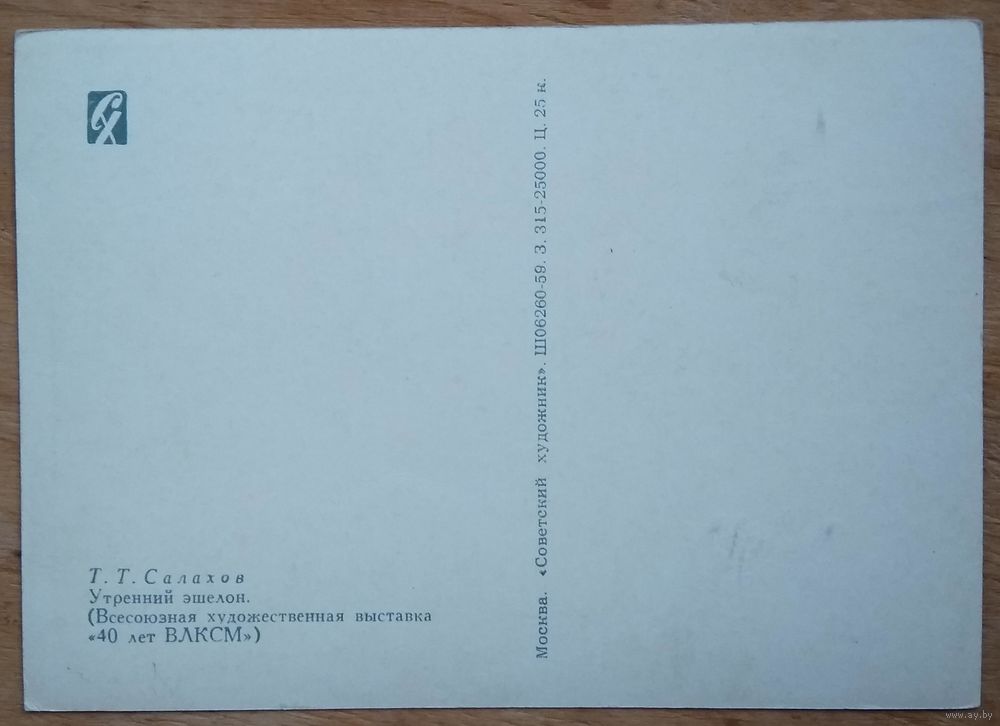 СХ
Т. Т. Салахов
Утренний эшелон.
(Всесоюзная художественная выставка
«40 лет ВЛКСМ»)
Москва. «Советский художник». Ш06260-59. З. 315-25000. Ц. 25 к.
www.ay.by